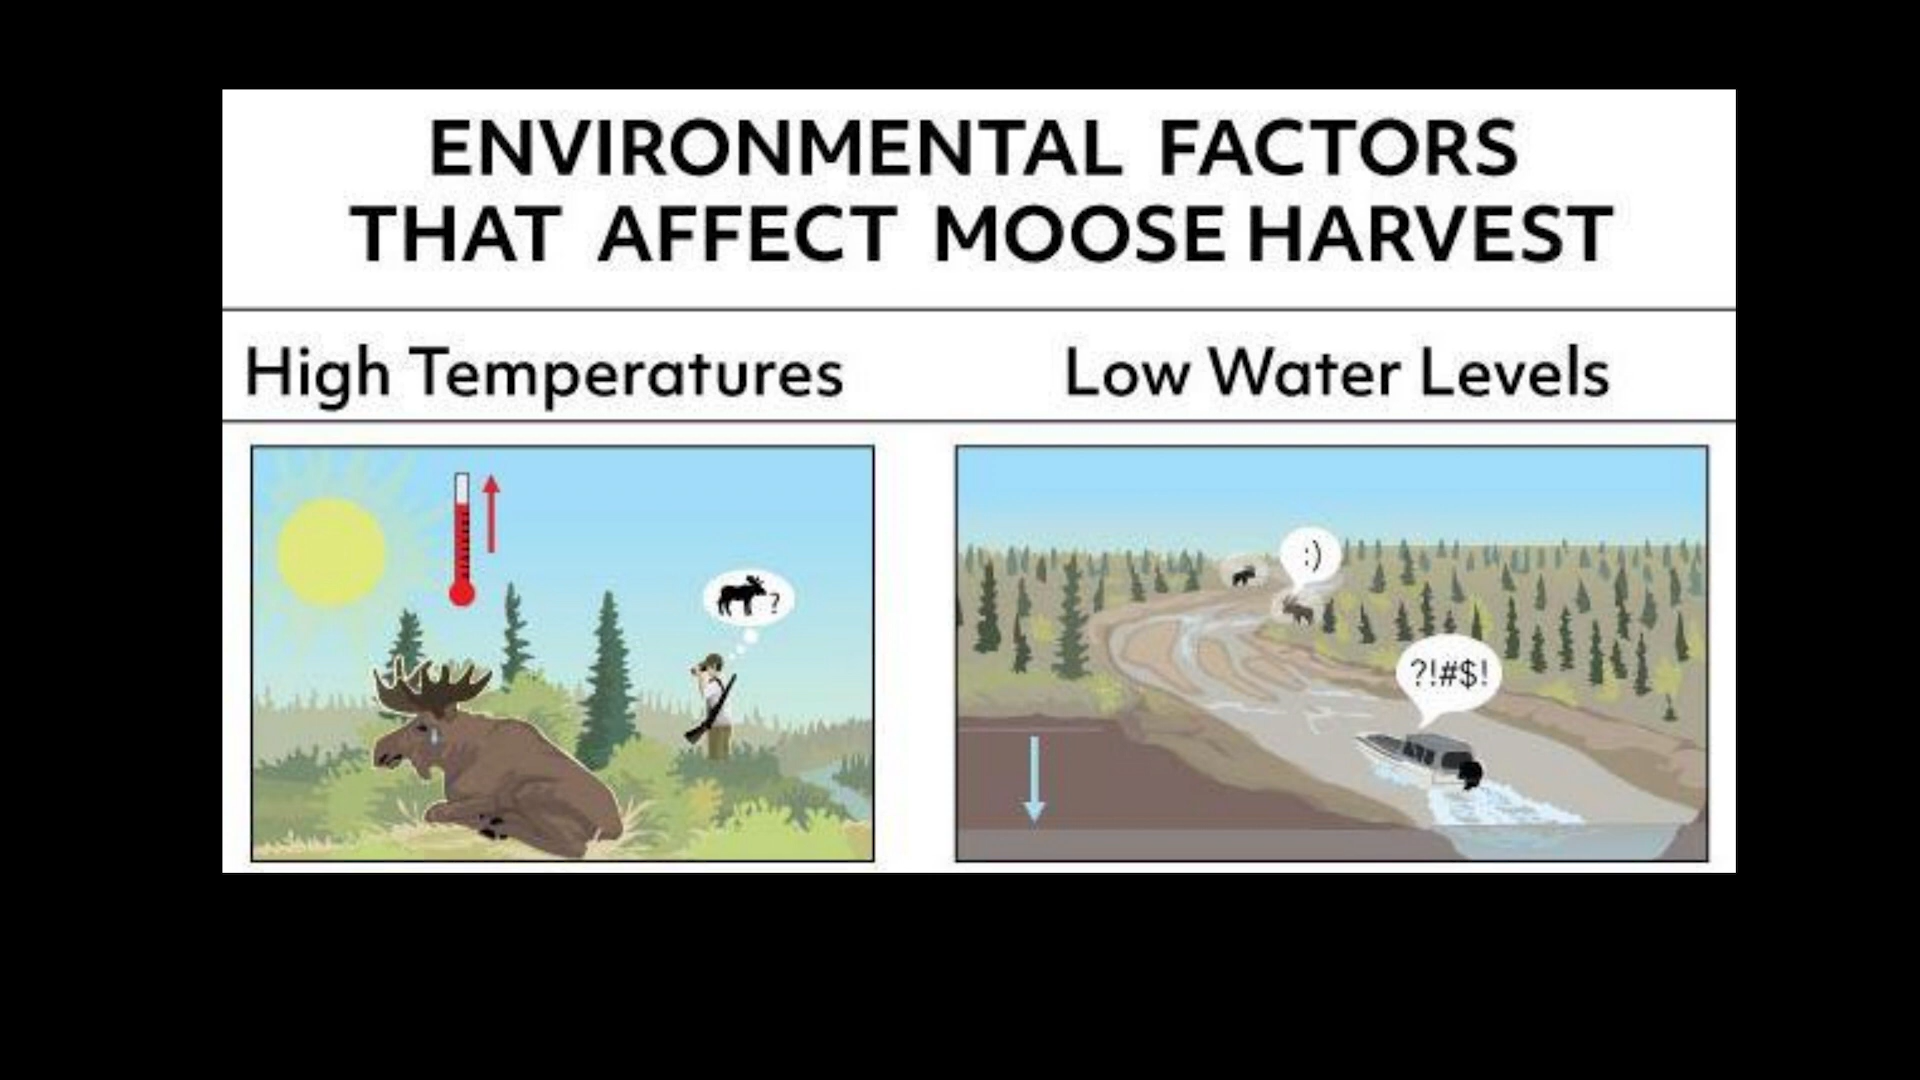 ENVIRONMENTAL FACTORS
THAT AFFECT MOOSE HARVEST
High Temperatures
Low Water Levels
?
:)
?!#$!